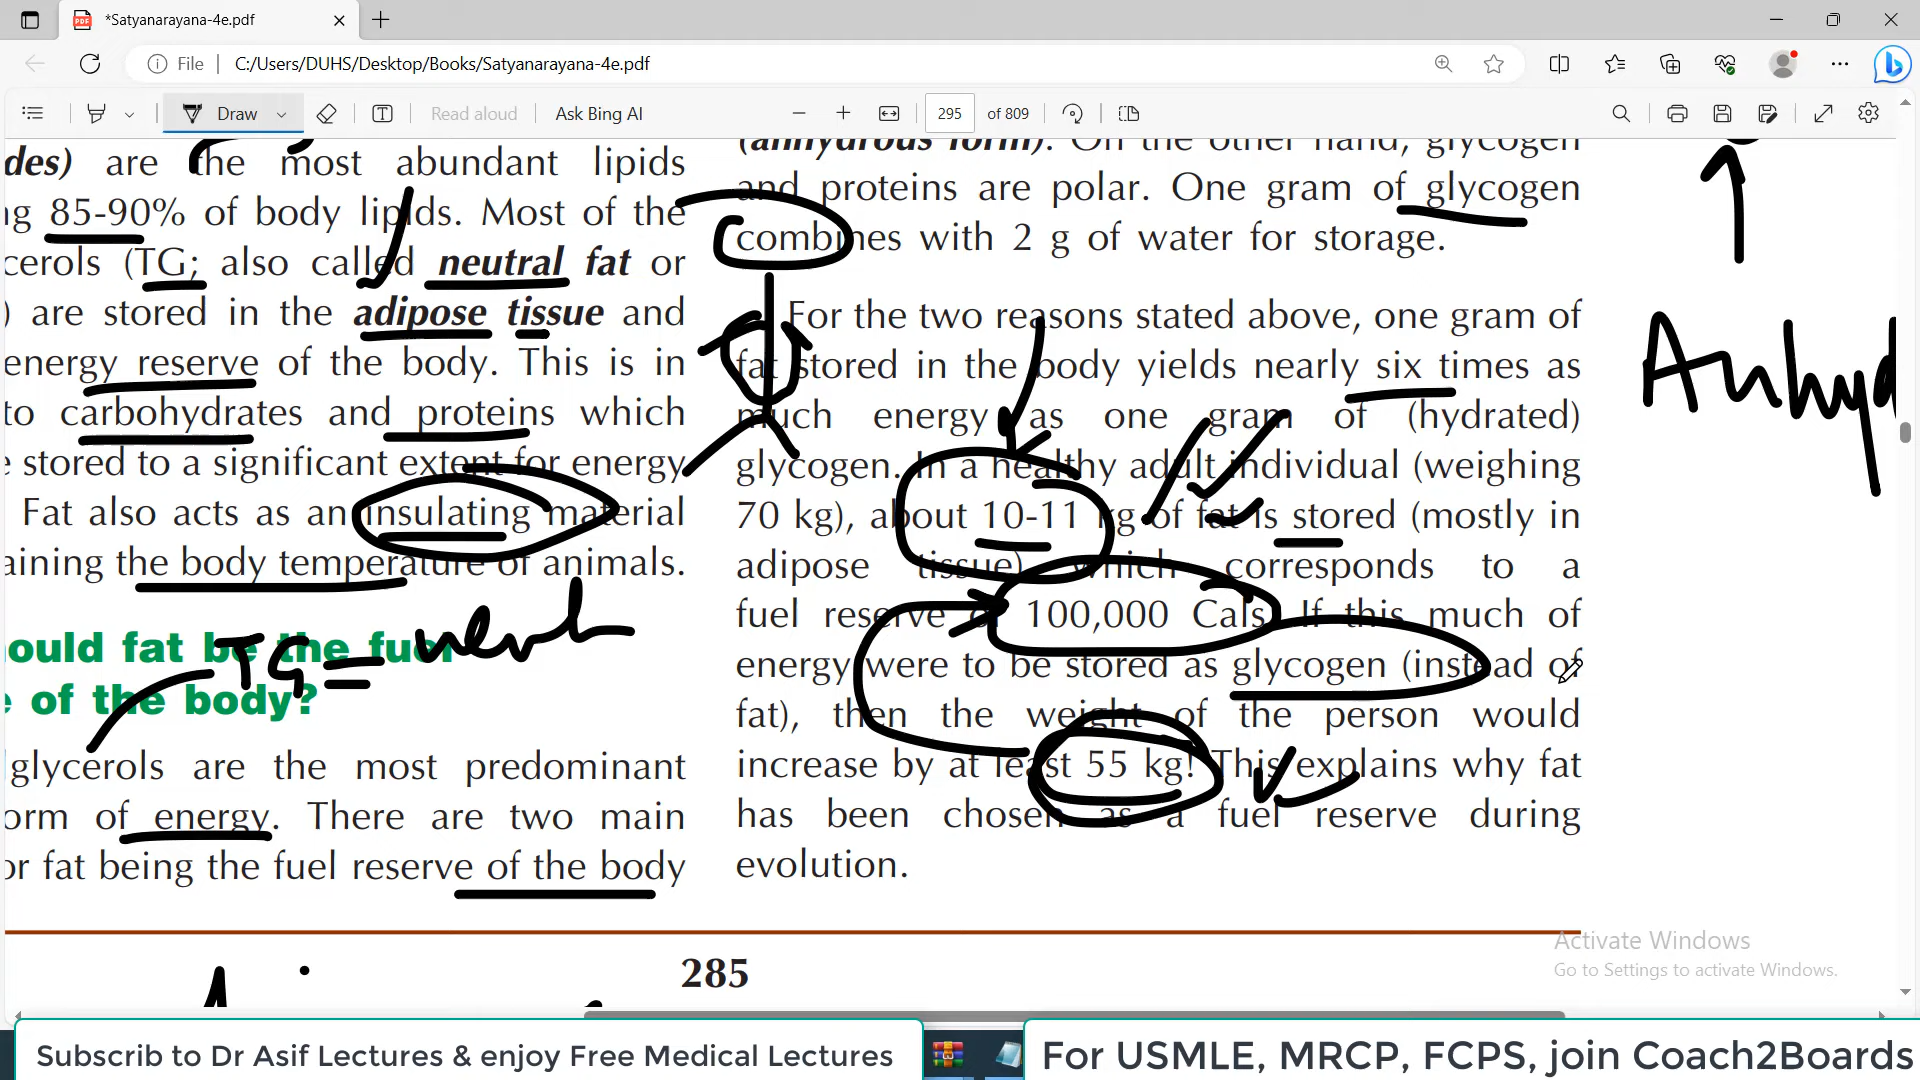 *Satyanarayana-4e.pdf
File
C:/Users/DUHS/Desktop/Books/Satyanarayana-4e.pdf
Draw
Read aloud
Ask Bing AI
295 of 809
des) are the most abundant lipids
ng 85-90% of body lipids. Most of the
cerols (TG; also called neutral fat or
) are stored in the adipose tissue and
energy reserve of the body. This is in
to carbohydrates and proteins which
e stored to a significant extent for energy
Fat also acts as an insulating material
aining the body temperature of animals.
TG = neut
ould fat be the fuel
e of the body?
lglycerols are the most predominant
orm of energy. There are two main
or fat being the fuel reserve of the body
(anhydrous form). On the other hand, glycogen
and proteins are polar. One gram of glycogen
combines with 2 g of water for storage.
For the two reasons stated above, one gram of
fat stored in the body yields nearly six times as
much energy as one gram of (hydrated)
glycogen. In a healthy adult individual (weighing
70 kg), about 10-11 kg of fat is stored (mostly in
adipose tissue) which corresponds to a
fuel reserve of 100,000 Cals. If this much of
energy were to be stored as glycogen (instead of
fat), then the weight of the person would
increase by at least 55 kg! This explains why fat
has been chosen as a fuel reserve during
evolution.
Anhyd
285
Activate Windows
Go to Settings to activate Windows.
Subscrib to Dr Asif Lectures & enjoy Free Medical Lectures
For USMLE, MRCP, FCPS, join Coach2Boards